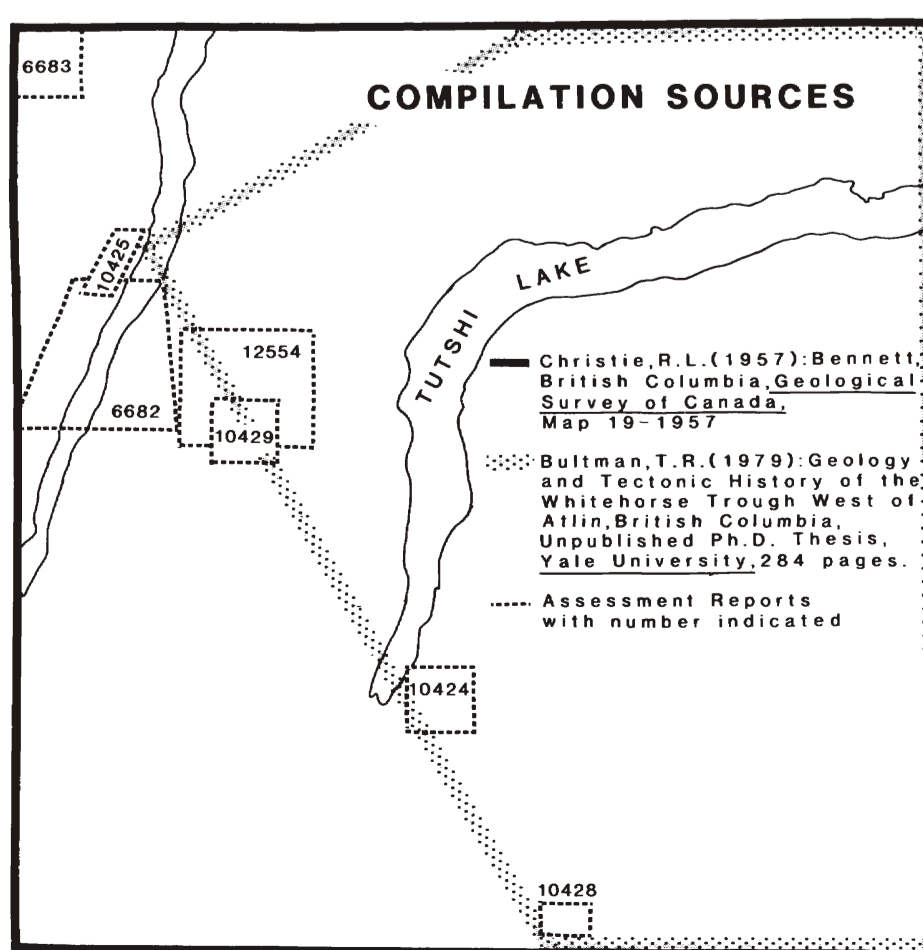 6683
COMPILATION SOURCES
10425
TUTSHI LAKE
12554
6682
10429
Christie,R.L.(1957):Bennett,
British Columbia,Geological
Survey of Canada,
Map 19-1957
Bultman,T.R.(1979):Geology
and Tectonic History of the
Whitehorse Trough West of
Atlin,British Columbia,
Unpublished Ph.D. Thesis,
Yale University,284 pages.
Assessment Reports
with number indicated
10424
10428